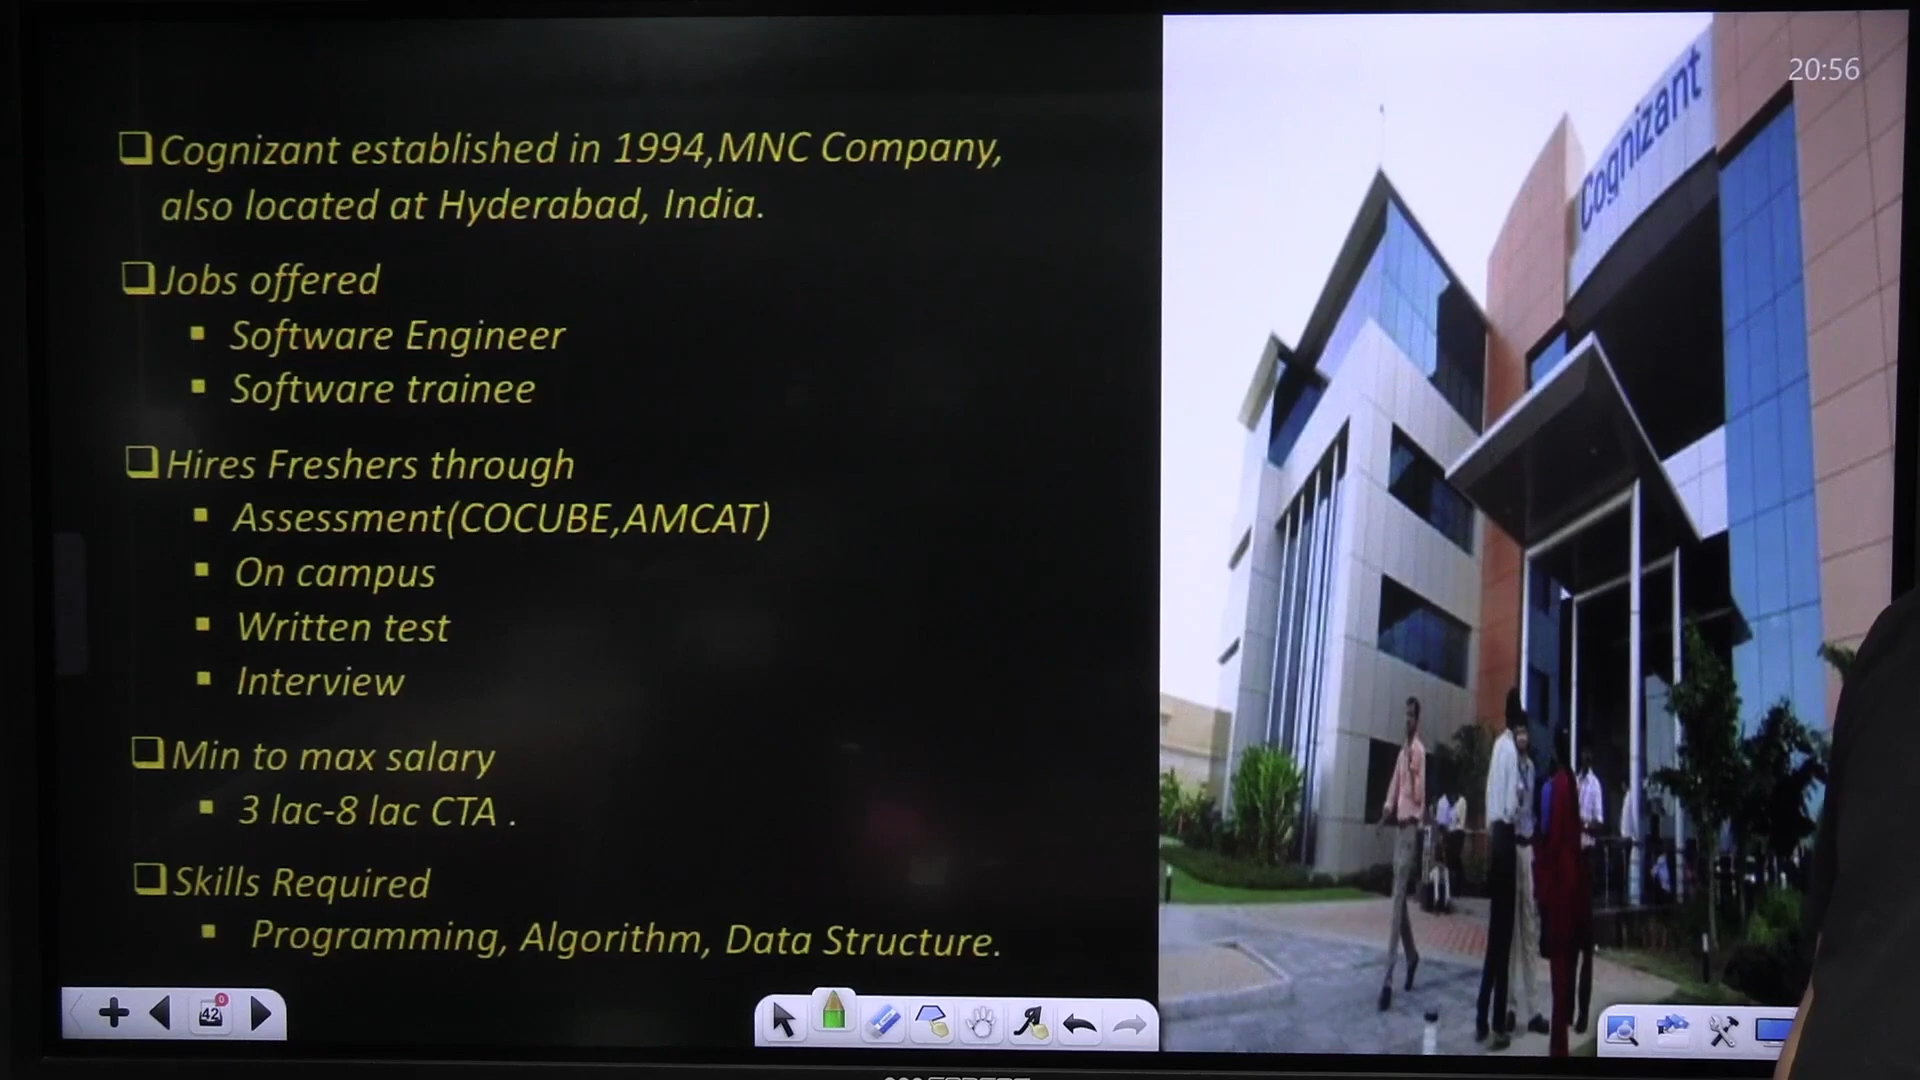 Cognizant established in 1994,MNC Company,
also located at Hyderabad, India.
Jobs offered
Software Engineer
Software trainee
Hires Freshers through
Assessment(COCUBE,AMCAT)
On campus
Written test
Interview
Min to max salary
3 lac-8 lac CTA .
Skills Required
Programming, Algorithm, Data Structure.
Cognizant
20:56
42
0